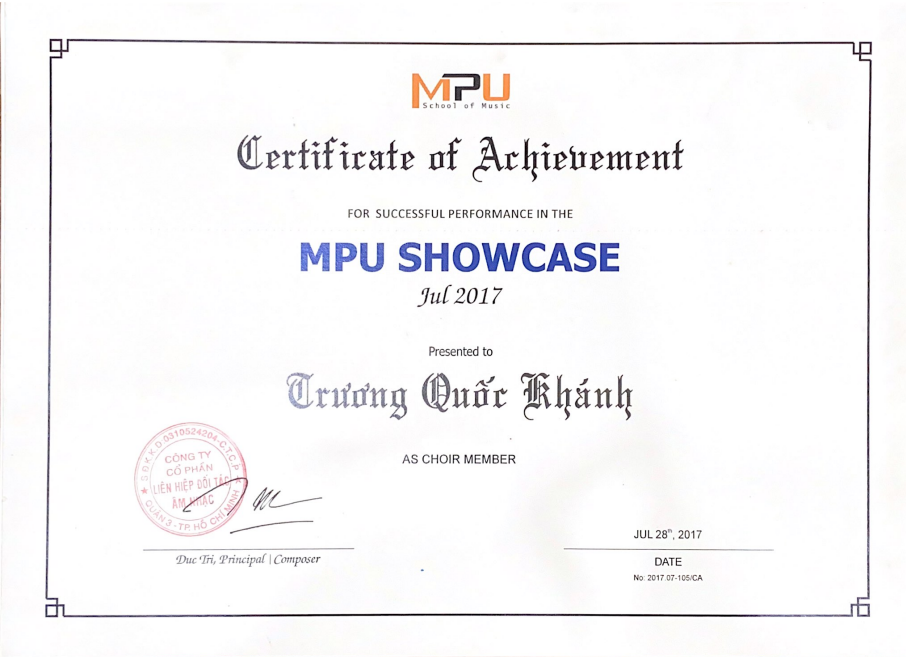 MPU
School of Music
Certificate of Achievement
FOR SUCCESSFUL PERFORMANCE IN THE
MPU SHOWCASE
Jul 2017
Presented to
Trương Quốc Khánh
AS CHOIR MEMBER
S.Đ.K.K.D:0310524204-C.T.C.P
CÔNG TY
CỔ PHẦN
LIÊN HIỆP ĐỐI TÁC
ÂM NHẠC
QUẬN 3 - TP. HỒ CHÍ MINH
Duc Tri, Principal | Composer
JUL 28th, 2017
DATE
No: 2017.07-105/CA